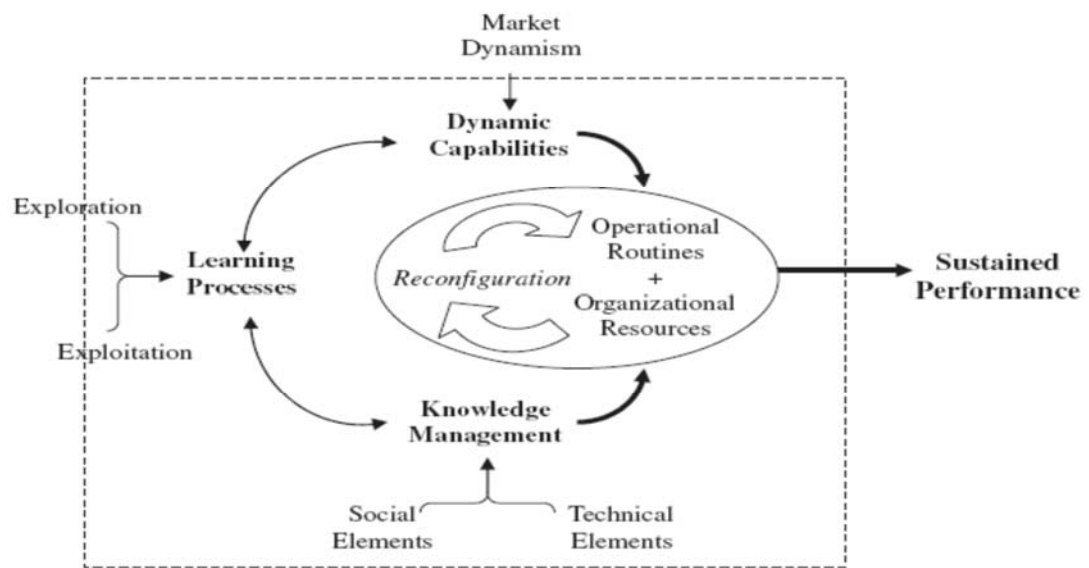 Market
Dynamism
Dynamic
Capabilities
Exploration
Learning
Processes
Exploitation
Operational
Routines
Reconfiguration
+
Organizational
Resources
Sustained
Performance
Knowledge
Management
Social
Elements
Technical
Elements